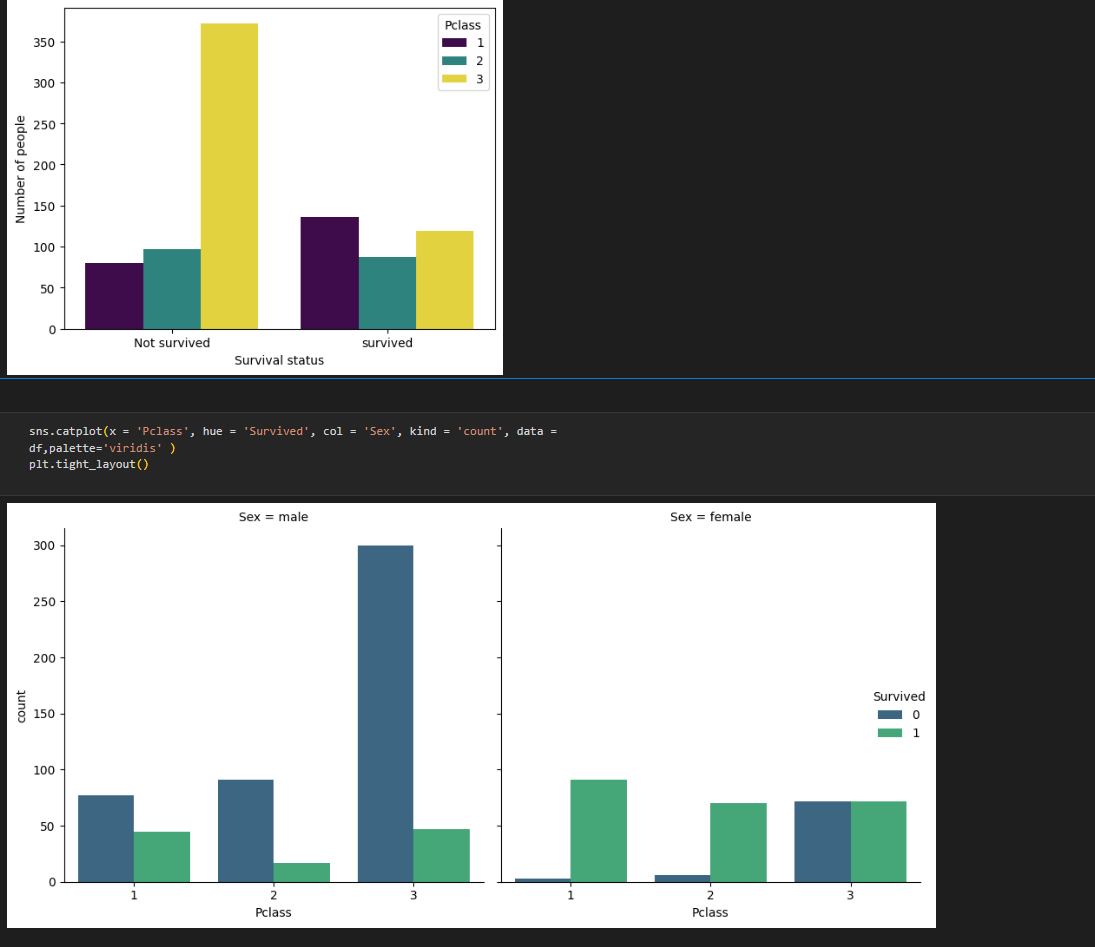 Pclass
1
2
3
350
300
250
200
150
100
50
0
Number of people
Not survived survived
Survival status
sns.catplot(x = 'Pclass', hue = 'Survived', col = 'Sex', kind = 'count', data =
df,palette='viridis' )
plt.tight_layout()
Sex = male Sex = female
300
250
200
150
100
50
0
count
1 2 3 1 2 3
Pclass Pclass
Survived
0
1